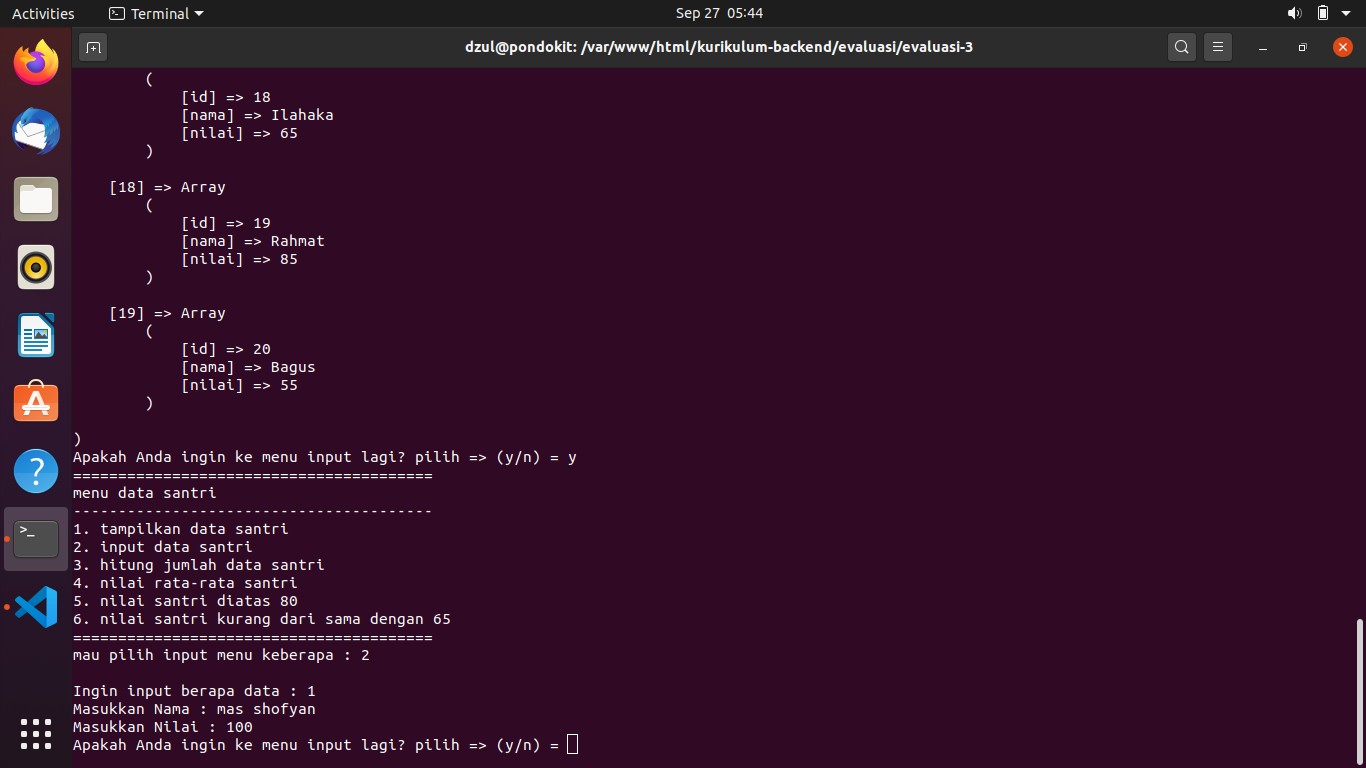 Activities
Terminal
Sep 27 05:44
dzul@pondokit: /var/www/html/kurikulum-backend/evaluasi/evaluasi-3
(
[id] => 18
[nama] => Ilahaka
[nilai] => 65
)
[18] => Array
(
[id] => 19
[nama] => Rahmat
[nilai] => 85
)
[19] => Array
(
[id] => 20
[nama] => Bagus
[nilai] => 55
)
)
Apakah Anda ingin ke menu input lagi? pilih => (y/n) = y
========================================
menu data santri
----------------------------------------
1. tampilkan data santri
2. input data santri
3. hitung jumlah data santri
4. nilai rata-rata santri
5. nilai santri diatas 80
6. nilai santri kurang dari sama dengan 65
========================================
mau pilih input menu keberapa : 2
Ingin input berapa data : 1
Masukkan Nama : mas shofyan
Masukkan Nilai : 100
Apakah Anda ingin ke menu input lagi? pilih => (y/n) =